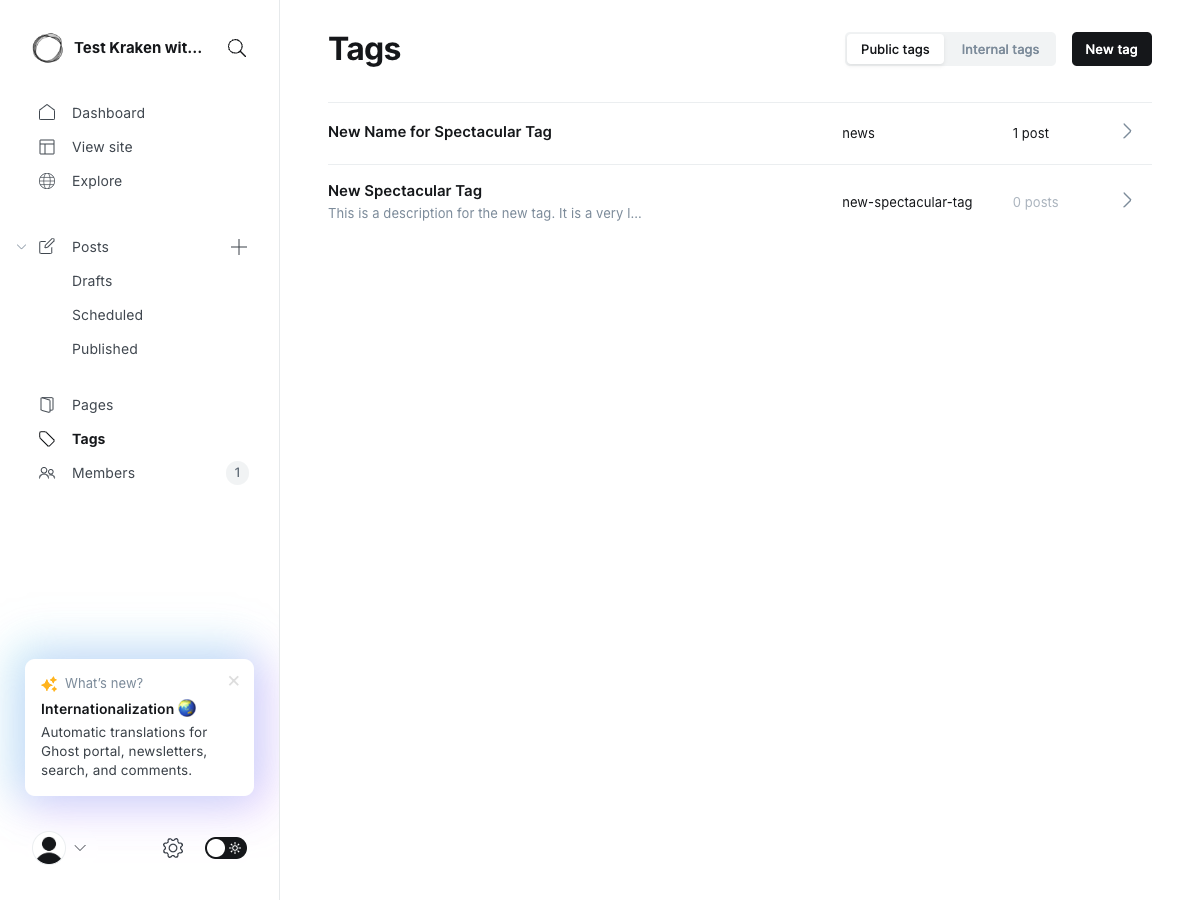 Test Kraken wit...
Dashboard
View site
Explore
Posts
Drafts
Scheduled
Published
Pages
Tags
Members 1
What's new?
Internationalization
Automatic translations for
Ghost portal, newsletters,
search, and comments.
Tags
Public tags Internal tags New tag
New Name for Spectacular Tag news 1 post
New Spectacular Tag
This is a description for the new tag. It is a very l...
new-spectacular-tag 0 posts